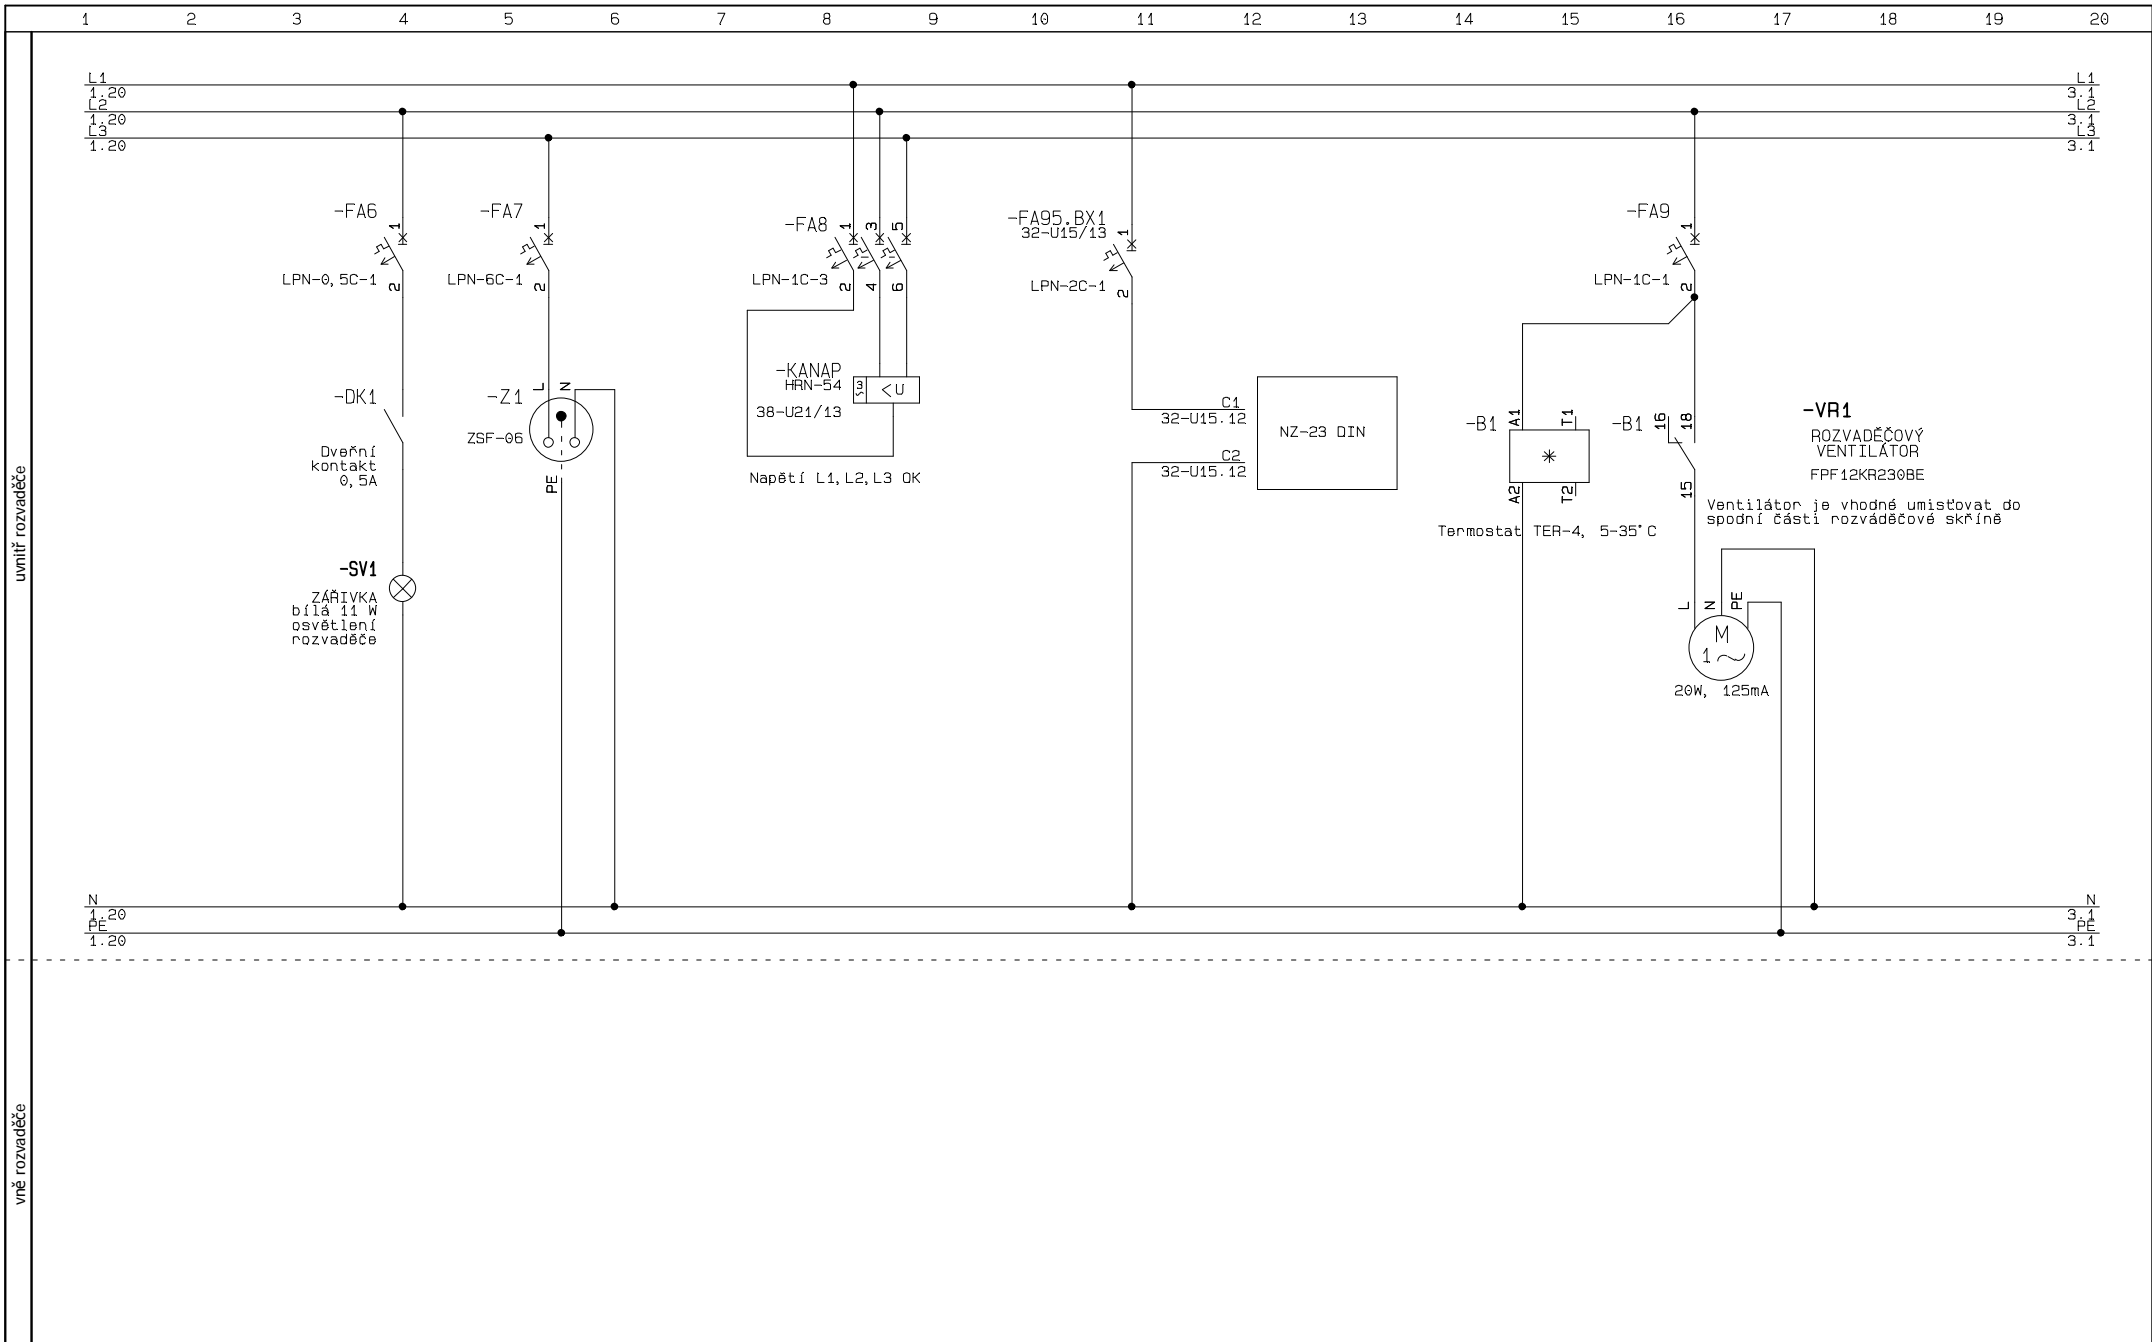 1 2 3 4 5 6 7 8 9 10 11 12 13 14 15 16 17 18 19 20
L1
1.20
L2
1.20
L3
1.20
L1
3.1
L2
3.1
L3
3.1
-FA6
1
LPN-0,5C-1
2
-DK1
Dveřní
kontakt
0,5A
-SV1
ZÁŘIVKA
bílá 11 W
osvětlení
rozvaděče
-FA7
1
LPN-6C-1
2
-Z1
L N
ZSF-06
PE
-FA8
1 3 5
LPN-1C-3
2 4 6
-KANAP
HRN-54
38-U21/13
3
<U
Napětí L1,L2,L3 OK
-FA95.BX1
32-U15/13
1
LPN-2C-1
2
C1
32-U15.12
C2
32-U15.12
NZ-23 DIN
-FA9
1
LPN-1C-1
2
-B1
A1 T1
*
A2 T2
Termostat TER-4, 5-35°C
-B1
16 18
15
-VR1
ROZVADĚČOVÝ
VENTILÁTOR
FPF12KR230BE
Ventilátor je vhodné umisťovat do
spodní části rozváděčové skříně
L N PE
M
1~
20W, 125mA
N
1.20
PE
1.20
N
3.1
PE
3.1
uvnitř rozvaděče
vně rozvaděče